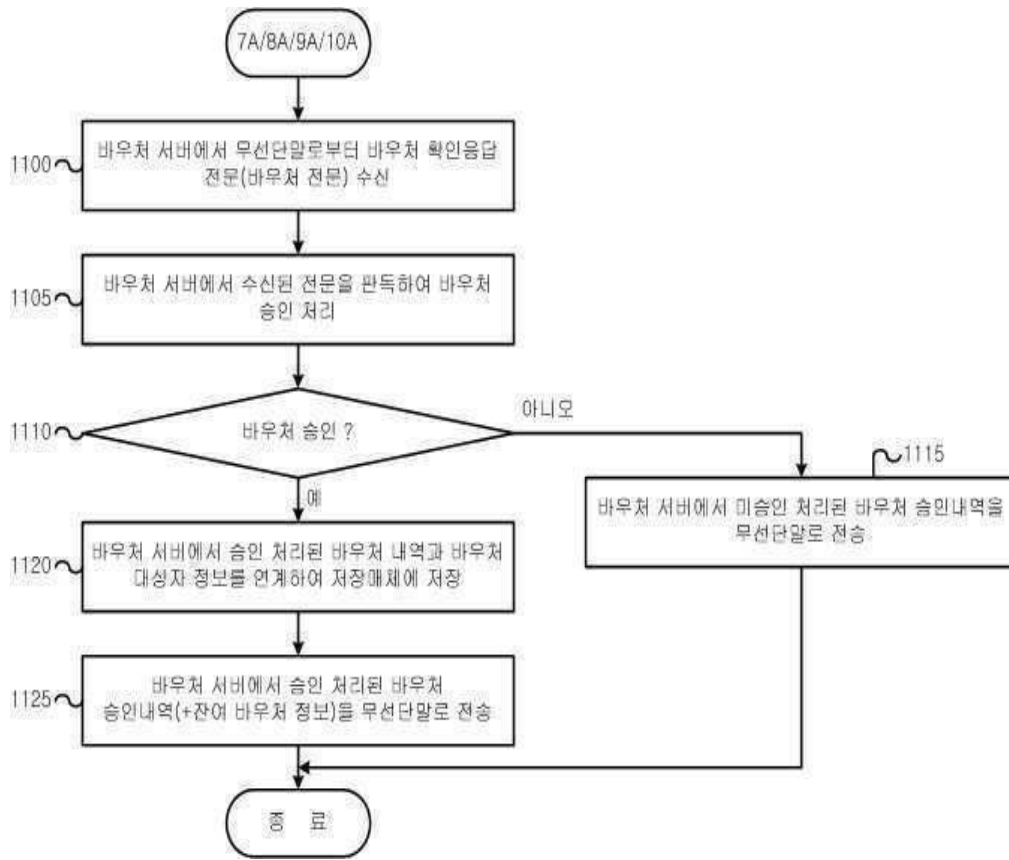 7A/8A/9A/10A
1100
바우처 서버에서 무선단말로부터 바우처 확인응답
전문(바우처 전문) 수신
1105
바우처 서버에서 수신된 전문을 판독하여 바우처
승인 처리
1110
바우처 승인 ?
아니오
예
1115
바우처 서버에서 미승인 처리된 바우처 승인내역을
무선단말로 전송
1120
바우처 서버에서 승인 처리된 바우처 내역과 바우처
대상자 정보를 연계하여 저장매체에 저장
1125
바우처 서버에서 승인 처리된 바우처
승인내역(+잔여 바우처 정보)을 무선단말로 전송
종 료